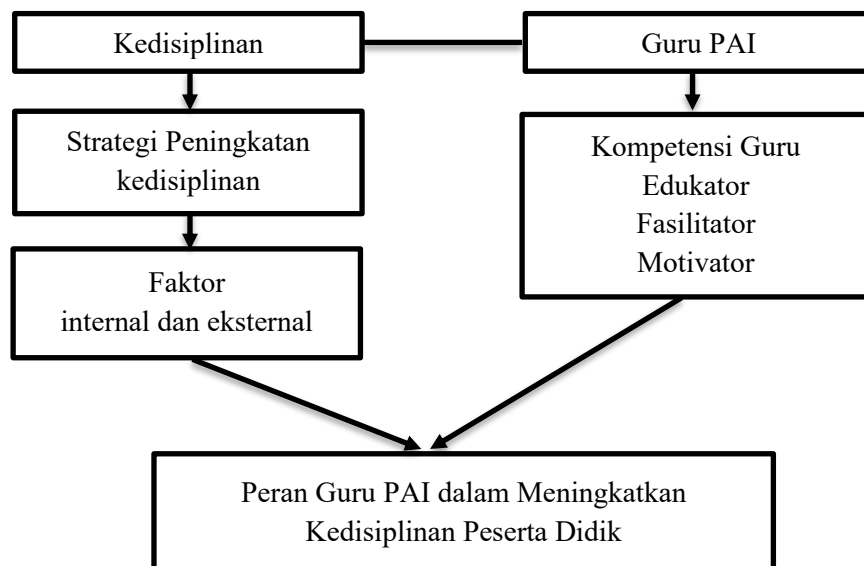 Kedisiplinan
Guru PAI
Strategi Peningkatan
kedisiplinan
Kompetensi Guru
Edukator
Fasilitator
Motivator
Faktor
internal dan eksternal
Peran Guru PAI dalam Meningkatkan
Kedisiplinan Peserta Didik